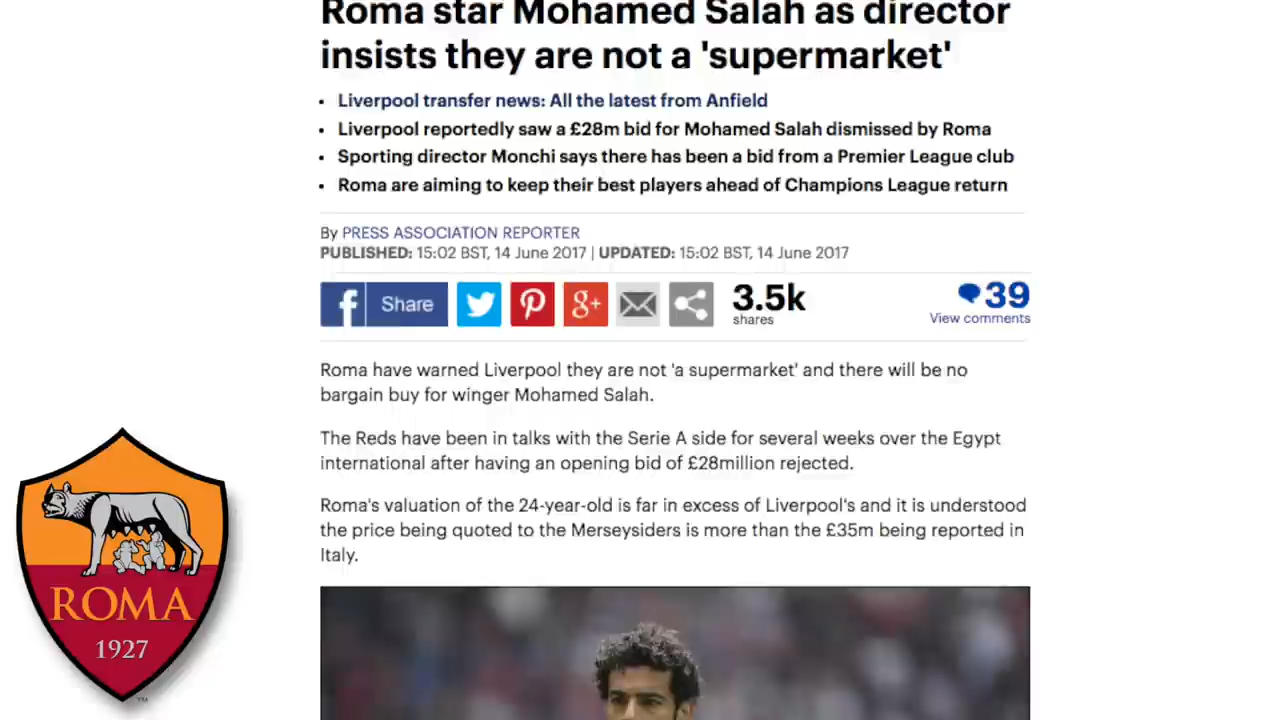 Roma star Mohamed Salah as director
insists they are not a 'supermarket'
• Liverpool transfer news: All the latest from Anfield
• Liverpool reportedly saw a £28m bid for Mohamed Salah dismissed by Roma
• Sporting director Monchi says there has been a bid from a Premier League club
• Roma are aiming to keep their best players ahead of Champions League return
By PRESS ASSOCIATION REPORTER
PUBLISHED: 15:02 BST, 14 June 2017 | UPDATED: 15:02 BST, 14 June 2017
f Share g+ 3.5k shares
39
View comments
Roma have warned Liverpool they are not 'a supermarket' and there will be no
bargain buy for winger Mohamed Salah.
The Reds have been in talks with the Serie A side for several weeks over the Egypt
international after having an opening bid of £28million rejected.
Roma's valuation of the 24-year-old is far in excess of Liverpool's and it is understood
the price being quoted to the Merseysiders is more than the £35m being reported in
Italy.
ROMA
1927
TM